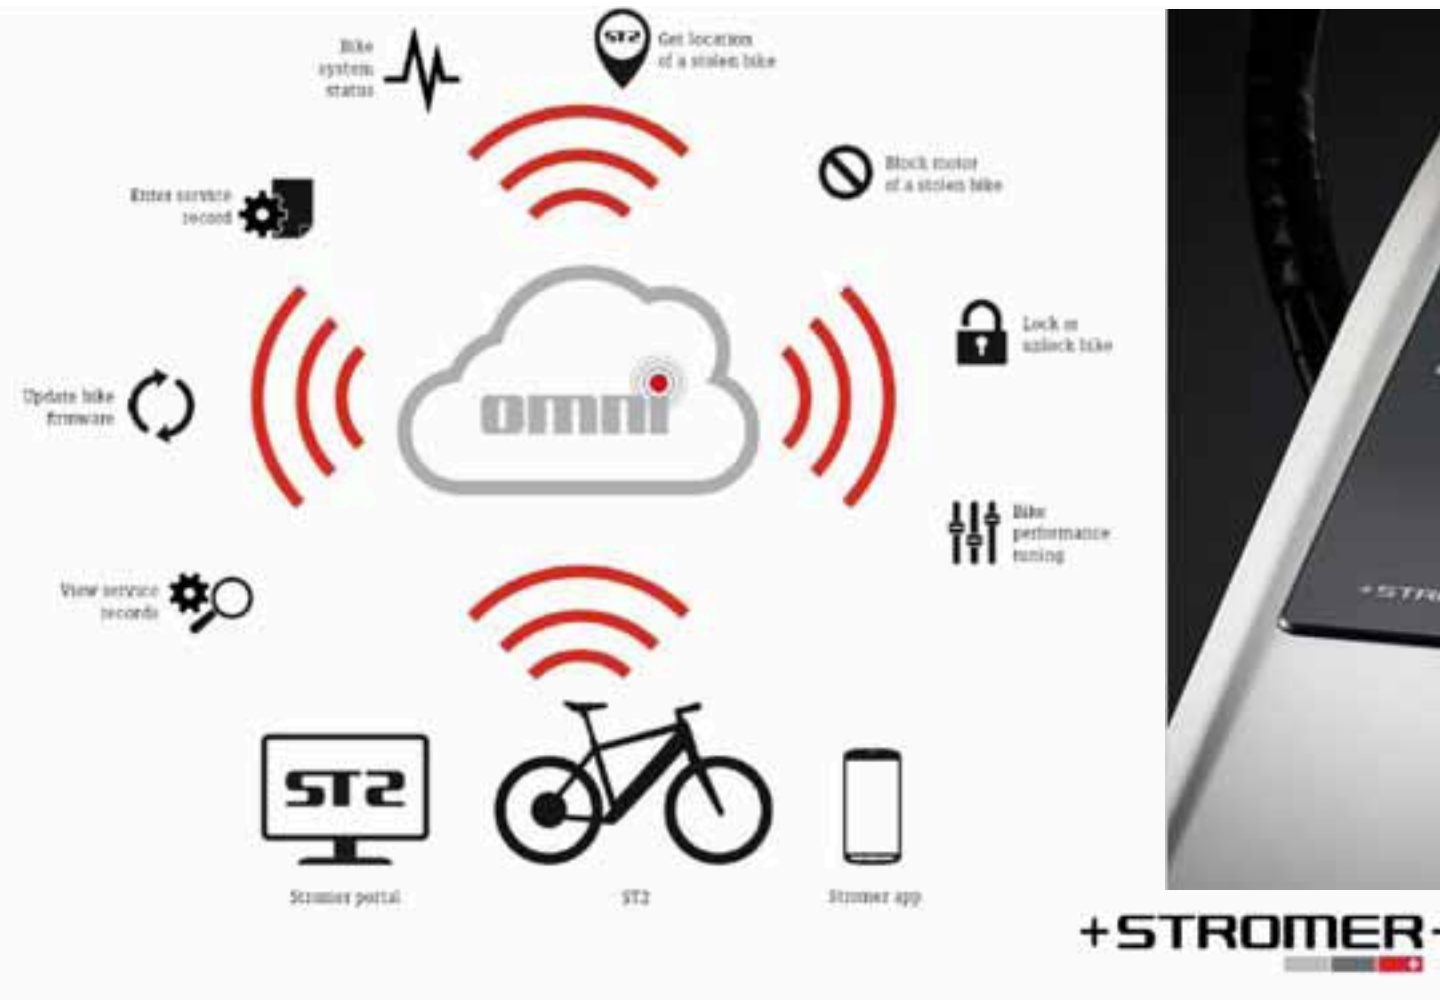 Bike
system
status
ST2
Get location
of a stolen bike
Block motor
of a stolen bike
Enter service
record
Lock or
unlock bike
omni
Update bike
firmware
Bike
performance
tuning
View service
records
ST2
Stromer portal
ST2
Stromer app
+STRO
+STROMER